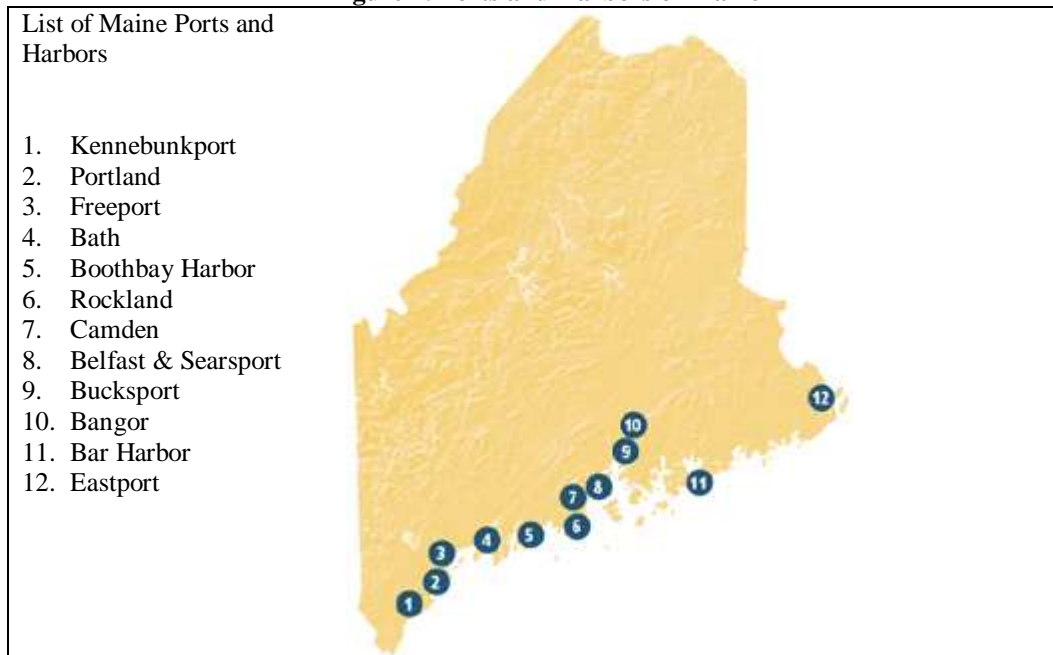 List of Maine Ports and
Harbors
1. Kennebunkport
2. Portland
3. Freeport
4. Bath
5. Boothbay Harbor
6. Rockland
7. Camden
8. Belfast & Searsport
9. Bucksport
10. Bangor
11. Bar Harbor
12. Eastport
12
10
9
11
8
7
6
5
4
3
2
1